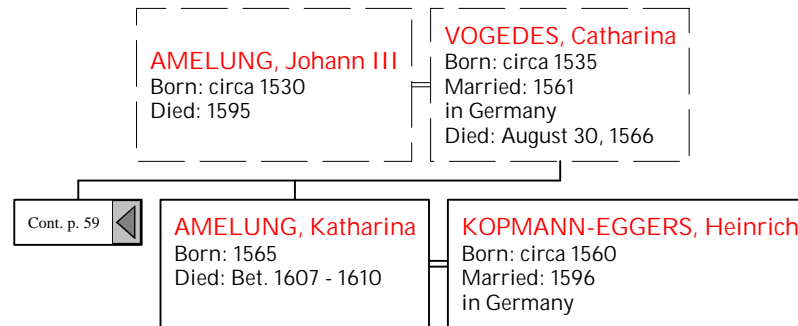 AMELUNG, Johann III
Born: circa 1530
Died: 1595
VOGEDES, Catharina
Born: circa 1535
Married: 1561
in Germany
Died: August 30, 1566
Cont. p. 59
AMELUNG, Katharina
Born: 1565
Died: Bet. 1607 - 1610
KOPMANN-EGGERS, Heinrich
Born: circa 1560
Married: 1596
in Germany